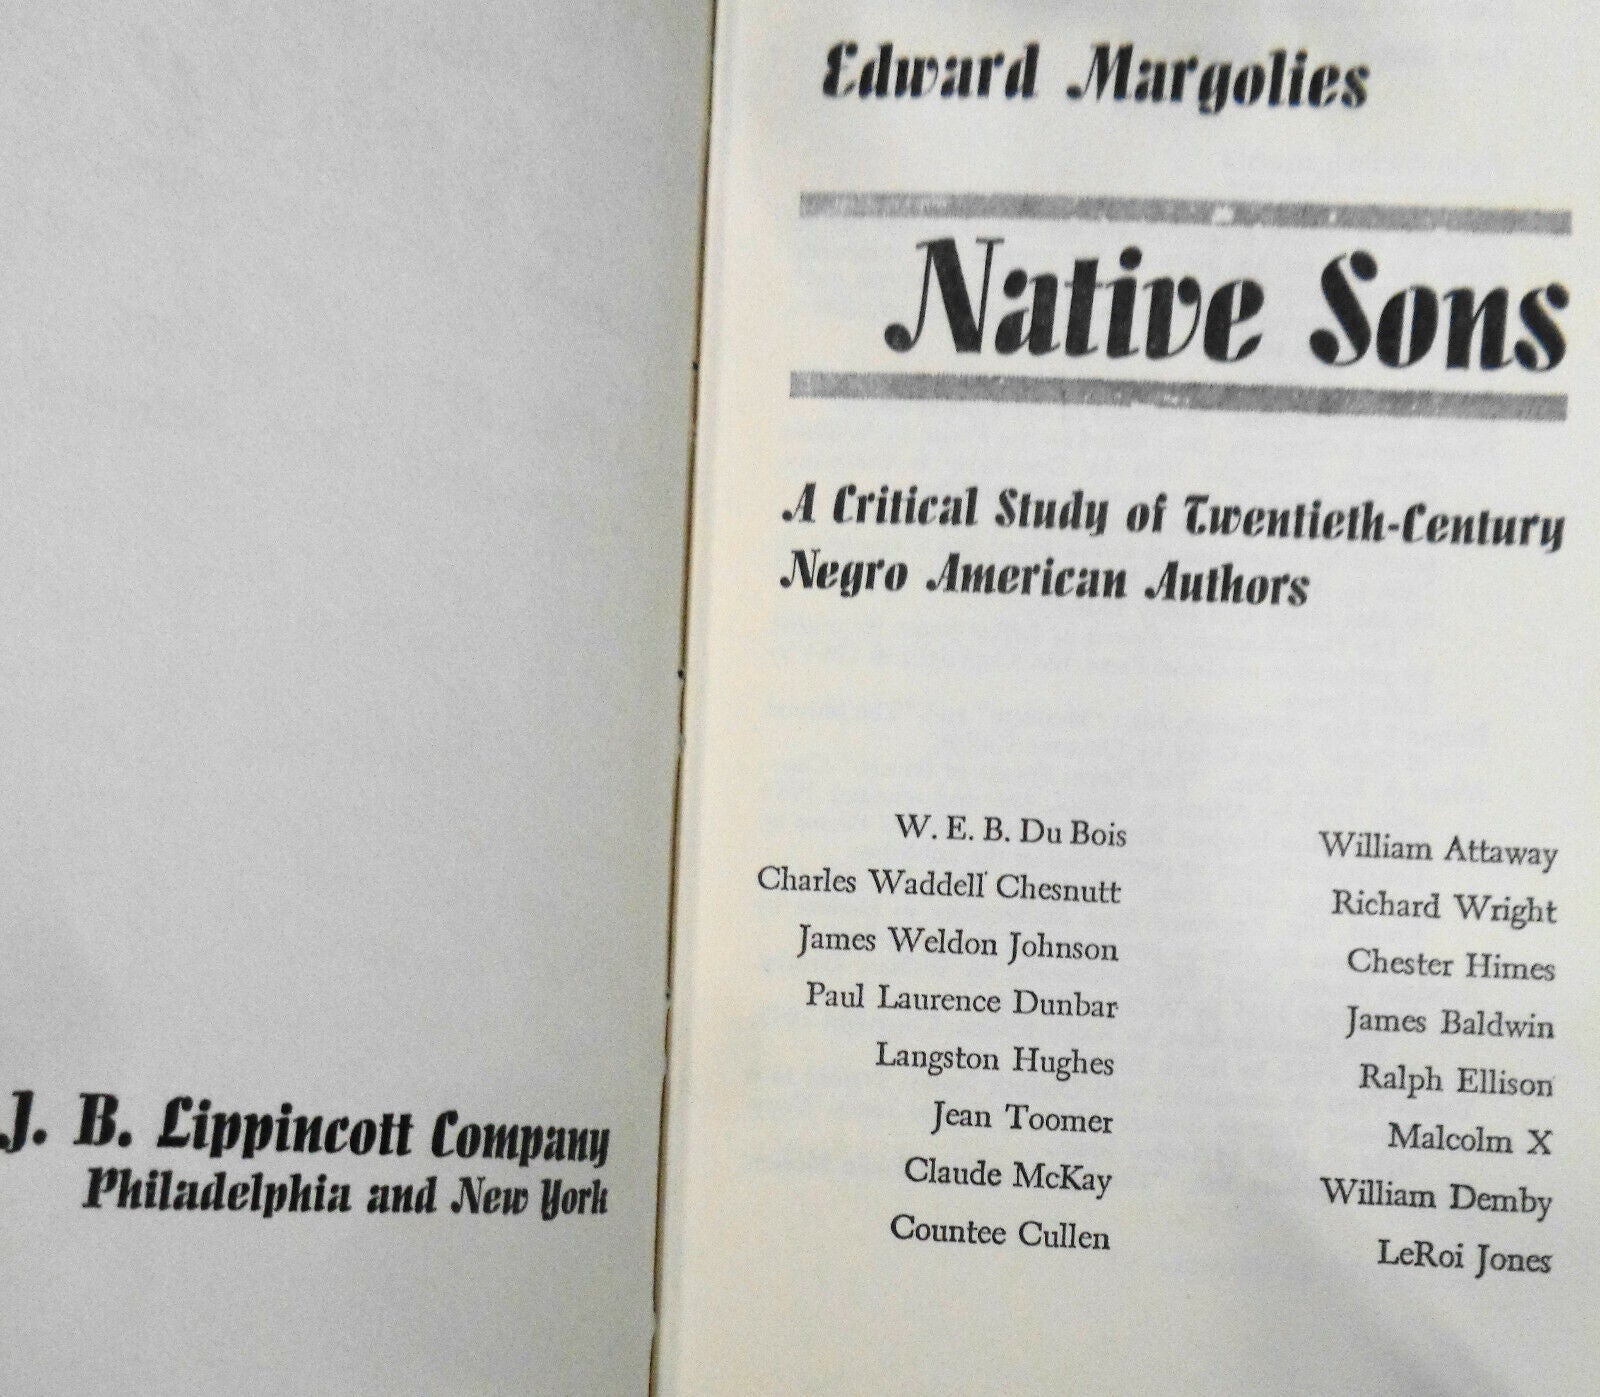 J. B. Lippincott Company
Philadelphia and New York
Edward Margolies
Native Sons
A Critical Study of Twentieth-Century
Negro American Authors
W. E. B. Du Bois
Charles Waddell Chesnutt
James Weldon Johnson
Paul Laurence Dunbar
Langston Hughes
Jean Toomer
Claude McKay
Countee Cullen
William Attaway
Richard Wright
Chester Himes
James Baldwin
Ralph Ellison
Malcolm X
William Demby
LeRoi Jones